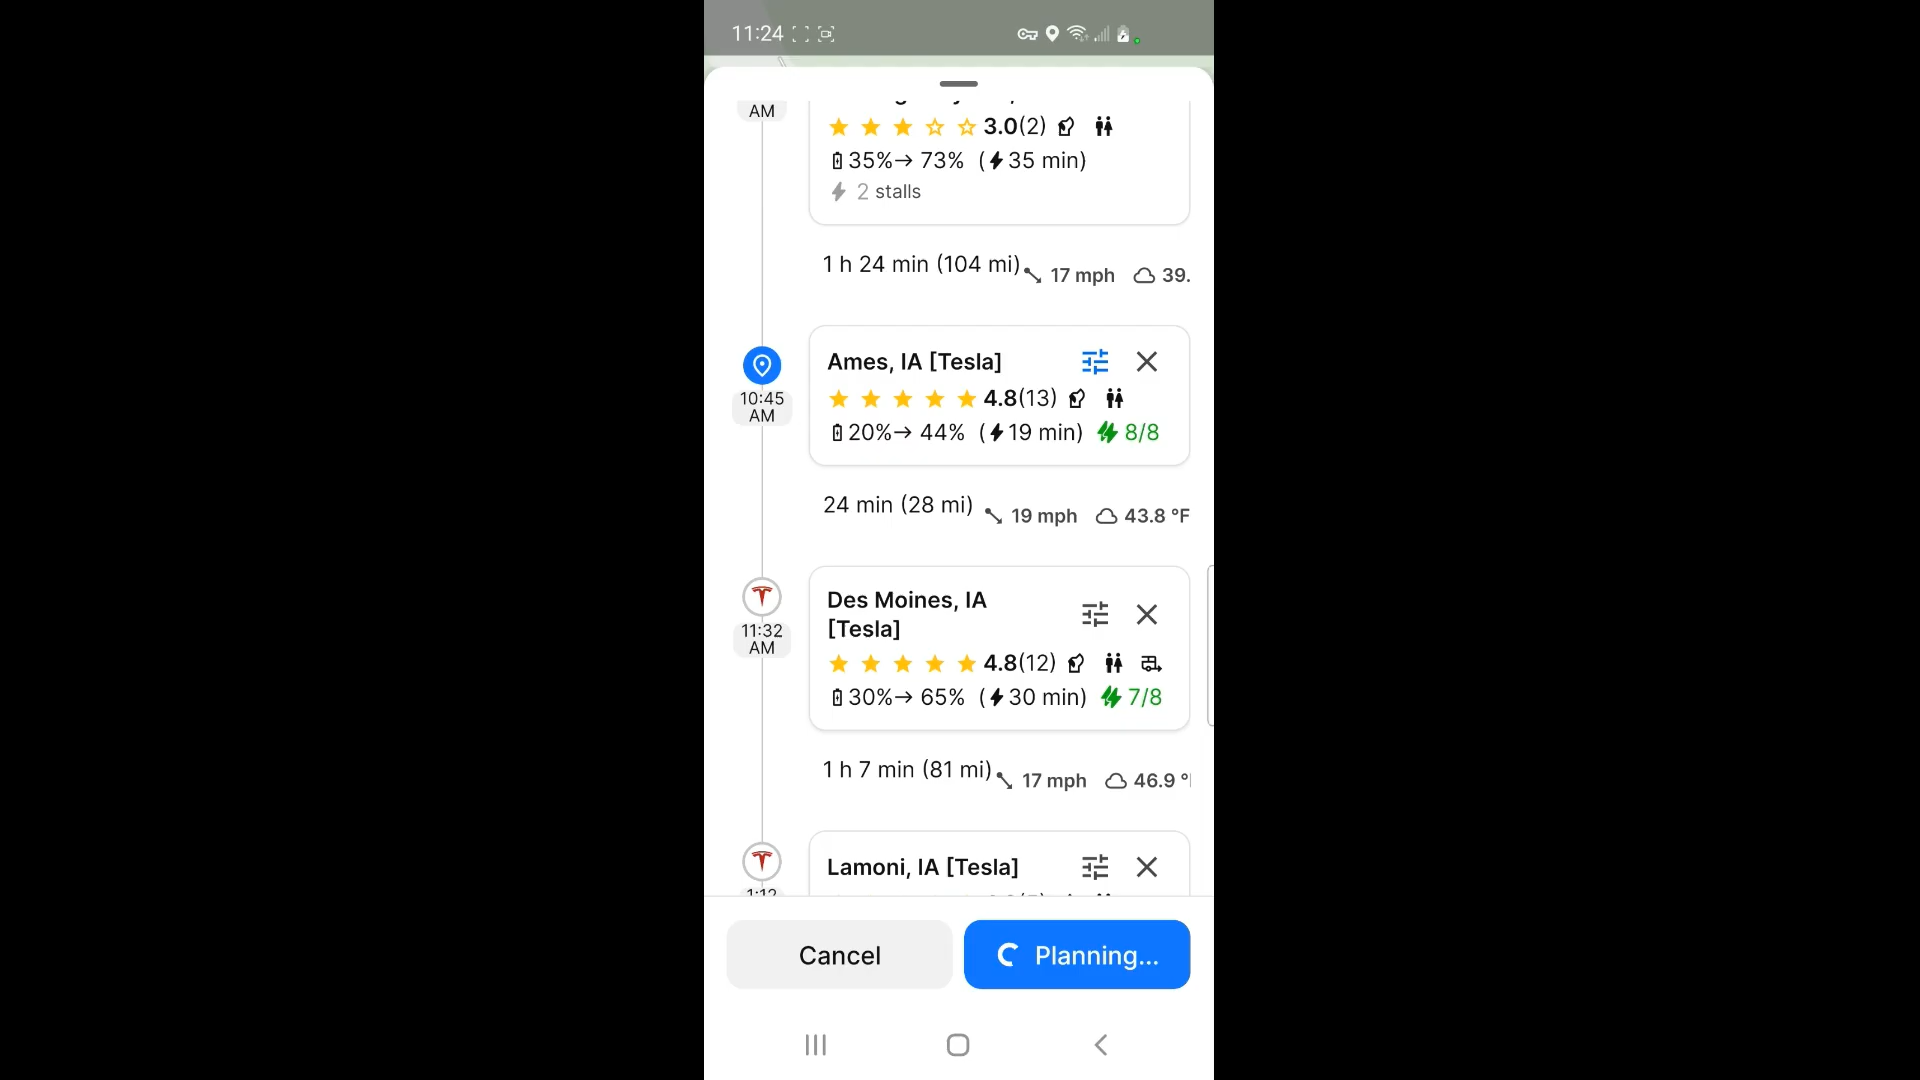 11:24
AM
3.0(2)
35%→ 73% (35 min)
2 stalls
1 h 24 min (104 mi) 17 mph 39.
Ames, IA [Tesla]
10:45
AM
4.8(13)
20%→ 44% (19 min) 8/8
24 min (28 mi) 19 mph 43.8 °F
Des Moines, IA
[Tesla]
11:32
AM
4.8(12)
30%→ 65% (30 min) 7/8
1 h 7 min (81 mi) 17 mph 46.9 °
Lamoni, IA [Tesla]
1:12
Cancel
Planning...